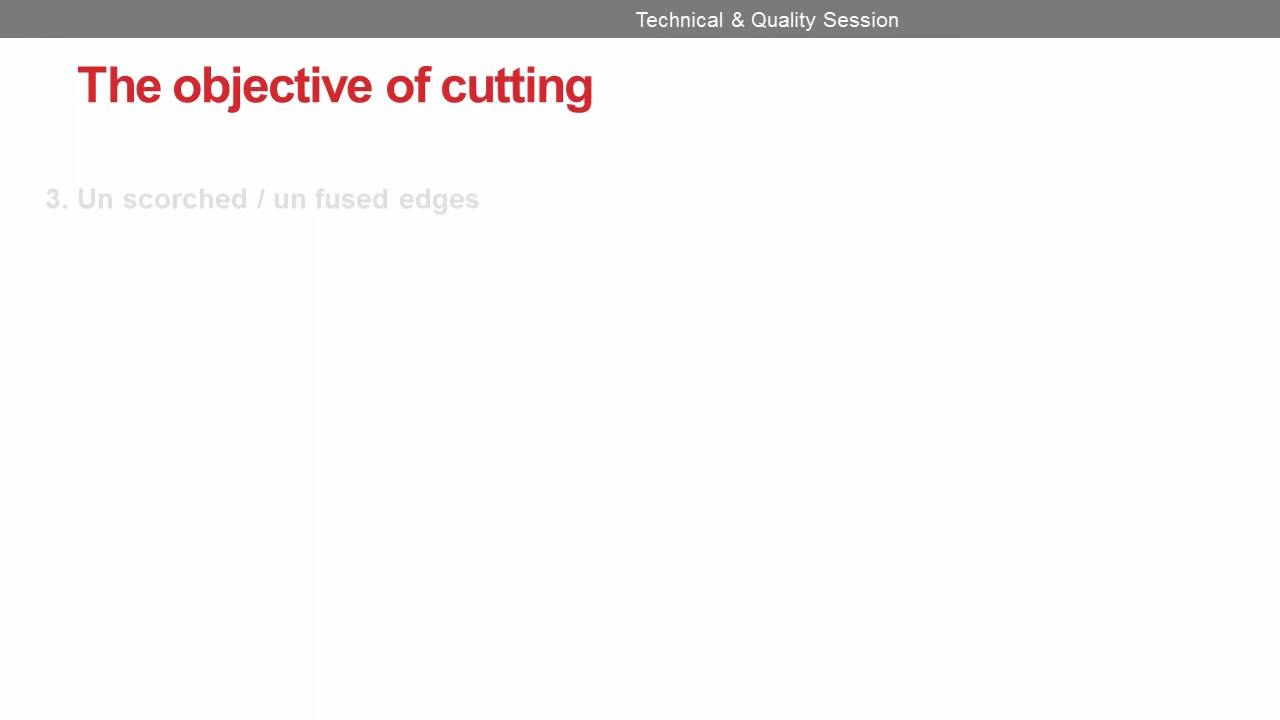 Technical & Quality Session
The objective of cutting
3. Un scorched / un fused edges